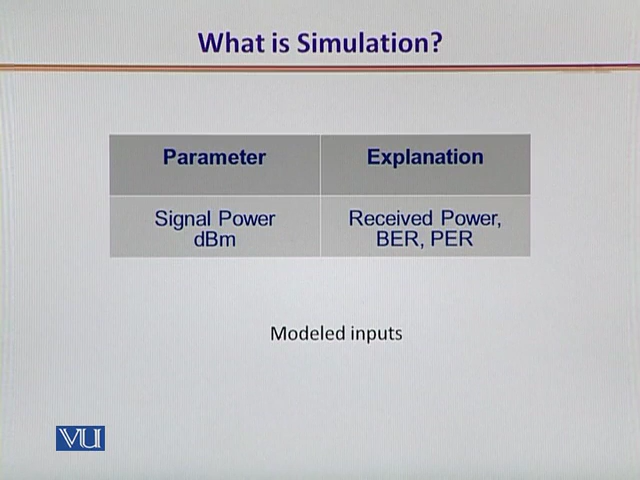 What is Simulation?
Parameter
Explanation
Signal Power
dBm
Received Power,
BER, PER
Modeled inputs
VU